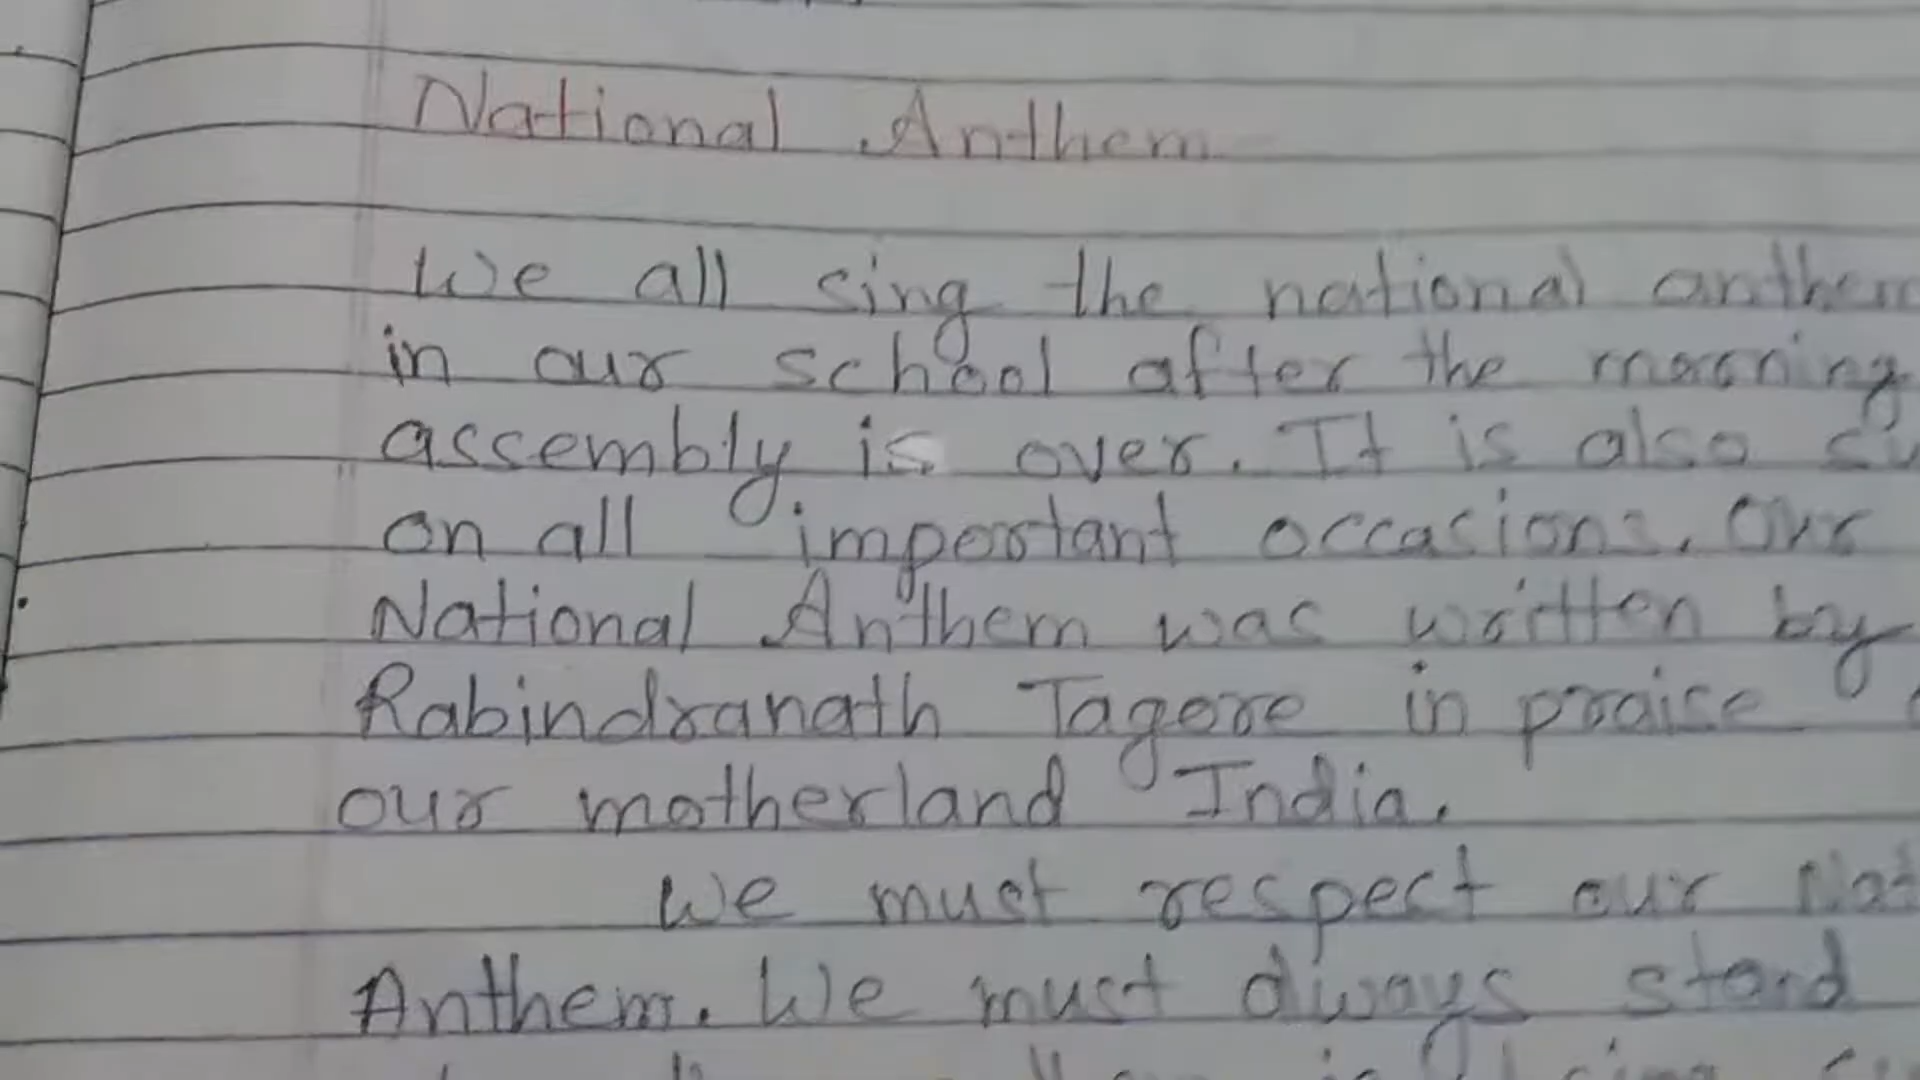 National Anthem
We all sing the national anthem
in our school after the morning
assembly is over. It is also
on all important occasions. Our
National Anthem was written by
Rabindranath Tagore in praise
our motherland India.
We must respect our
Anthem. We must always stand